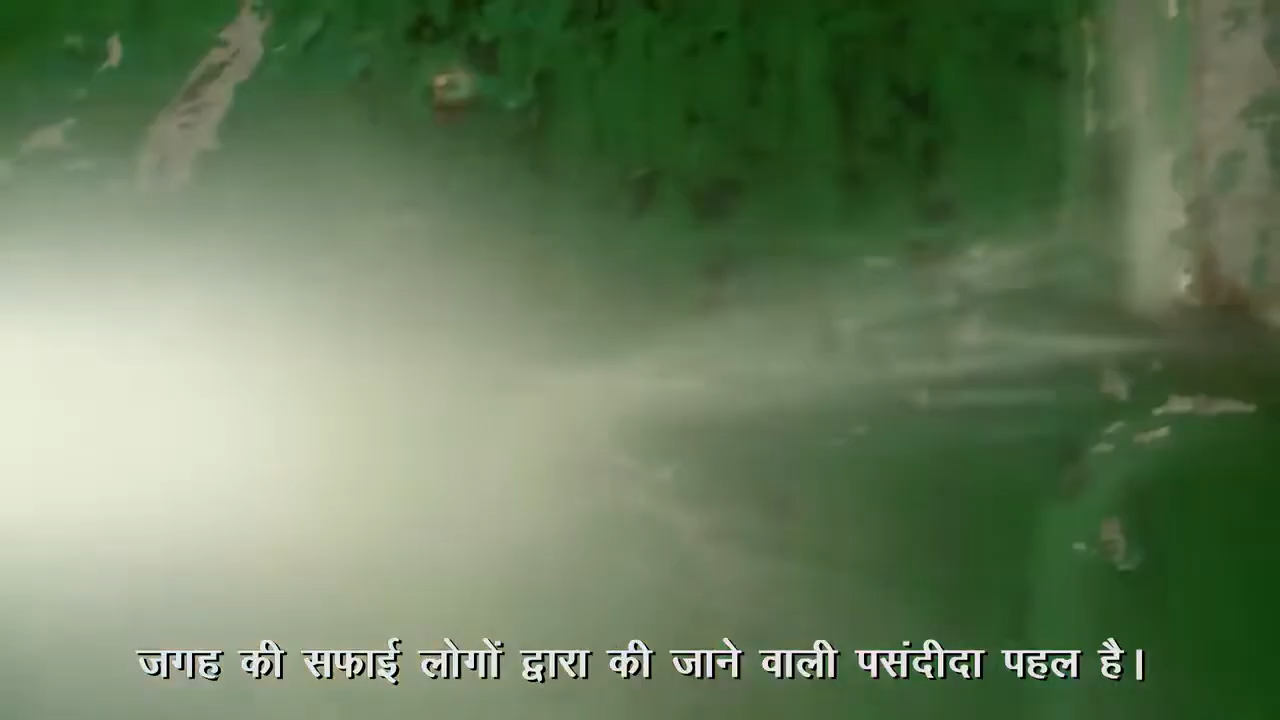 जगह की सफाई लोगों द्वारा की जाने वाली पसंदीदा पहल है।